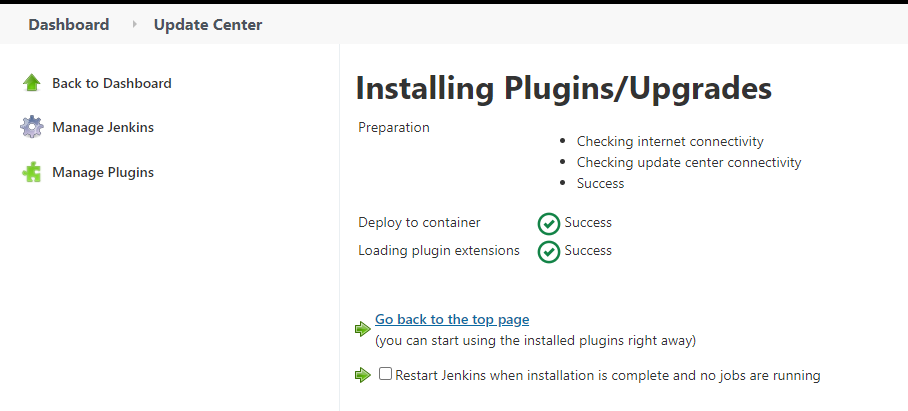 Dashboard Update Center
Back to Dashboard
Manage Jenkins
Manage Plugins
Installing Plugins/Upgrades
Preparation
Checking internet connectivity
Checking update center connectivity
Success
Deploy to container Success
Loading plugin extensions Success
Go back to the top page
(you can start using the installed plugins right away)
Restart Jenkins when installation is complete and no jobs are running